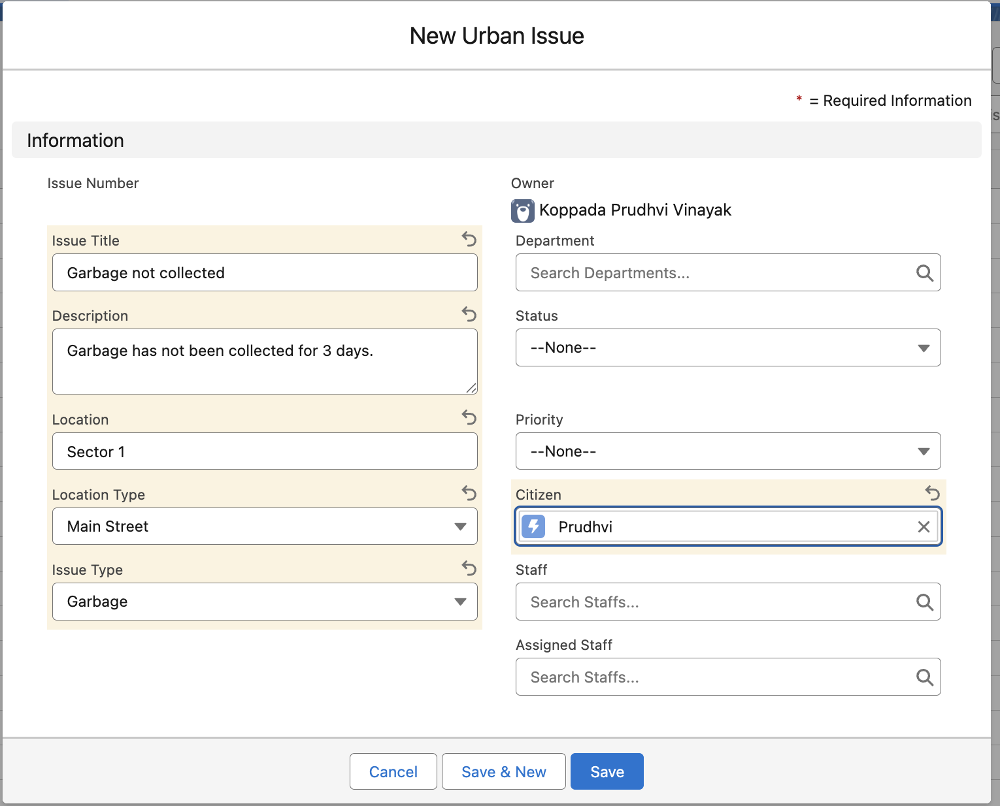 New Urban Issue
* = Required Information
is
Information
Issue Number
Owner
Koppada Prudhvi Vinayak
Issue Title
Garbage not collected
Department
Search Departments...
Description
Garbage has not been collected for 3 days.
Status
--None--
Location
Sector 1
Priority
--None--
Location Type
Main Street
Citizen
Prudhvi
Issue Type
Garbage
Staff
Search Staffs...
Assigned Staff
Search Staffs...
Cancel
Save & New
Save